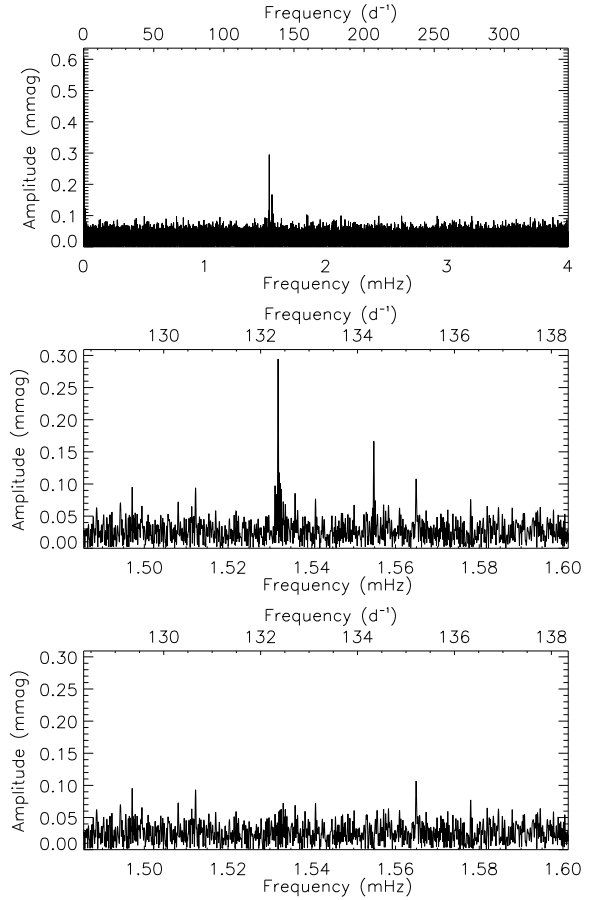 Frequency (d⁻¹)
0 50 100 150 200 250 300
Amplitude (mmag)
0.6
0.5
0.4
0.3
0.2
0.1
0.0
0 1 2 3 4
Frequency (mHz)
Frequency (d⁻¹)
130 132 134 136 138
Amplitude (mmag)
0.30
0.25
0.20
0.15
0.10
0.05
0.00
1.50 1.52 1.54 1.56 1.58 1.60
Frequency (mHz)
Frequency (d⁻¹)
130 132 134 136 138
Amplitude (mmag)
0.30
0.25
0.20
0.15
0.10
0.05
0.00
1.50 1.52 1.54 1.56 1.58 1.60
Frequency (mHz)